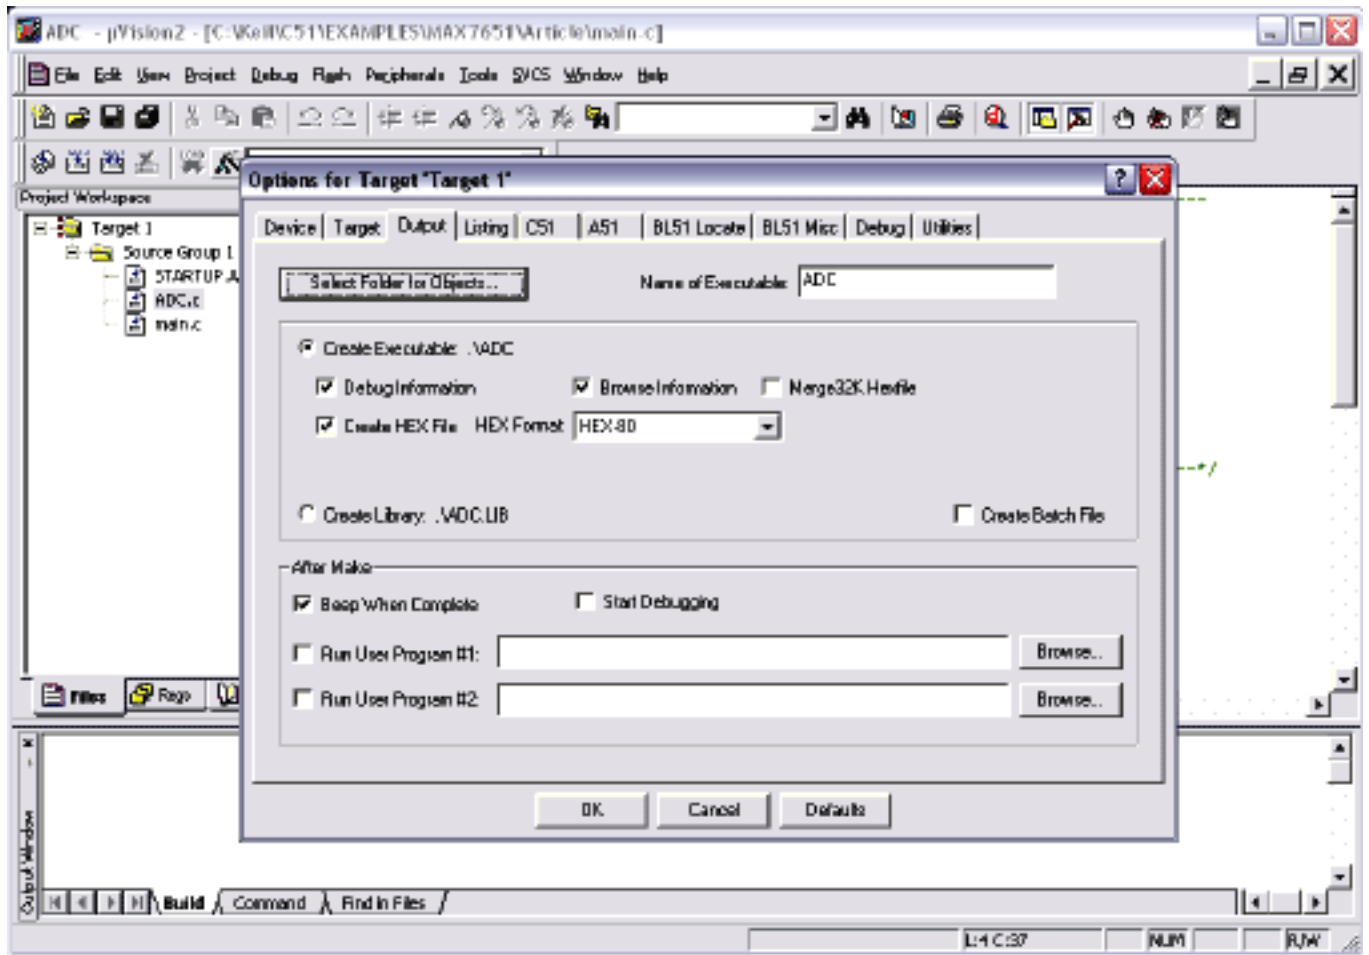 ADC - µVision2 - [C:\Keil\C51\EXAMPLES\MAX7651\Article\main.c]
File Edit View Project Debug Flash Peripherals Tools SVCS Window Help
Project Workspace
Target 1
Source Group 1
STARTUP.A
ADC.c
main.c
Files Regs
Options for Target 'Target 1'
Device Target Output Listing C51 A51 BL51 Locate BL51 Misc Debug Utilities
Select Folder for Objects...
Name of Executable: ADC
Create Executable: .\ADC
Debug Information Browse Information Merge32K Hexfile
Create HEX File HEX Format: HEX-80
Create Library: .\ADC.LIB Create Batch File
After Make
Beep When Complete Start Debugging
Run User Program #1: Browse...
Run User Program #2: Browse...
OK Cancel Defaults
--*/
Output Window
Build Command Find in Files
L:4 C:37 NUM R/W